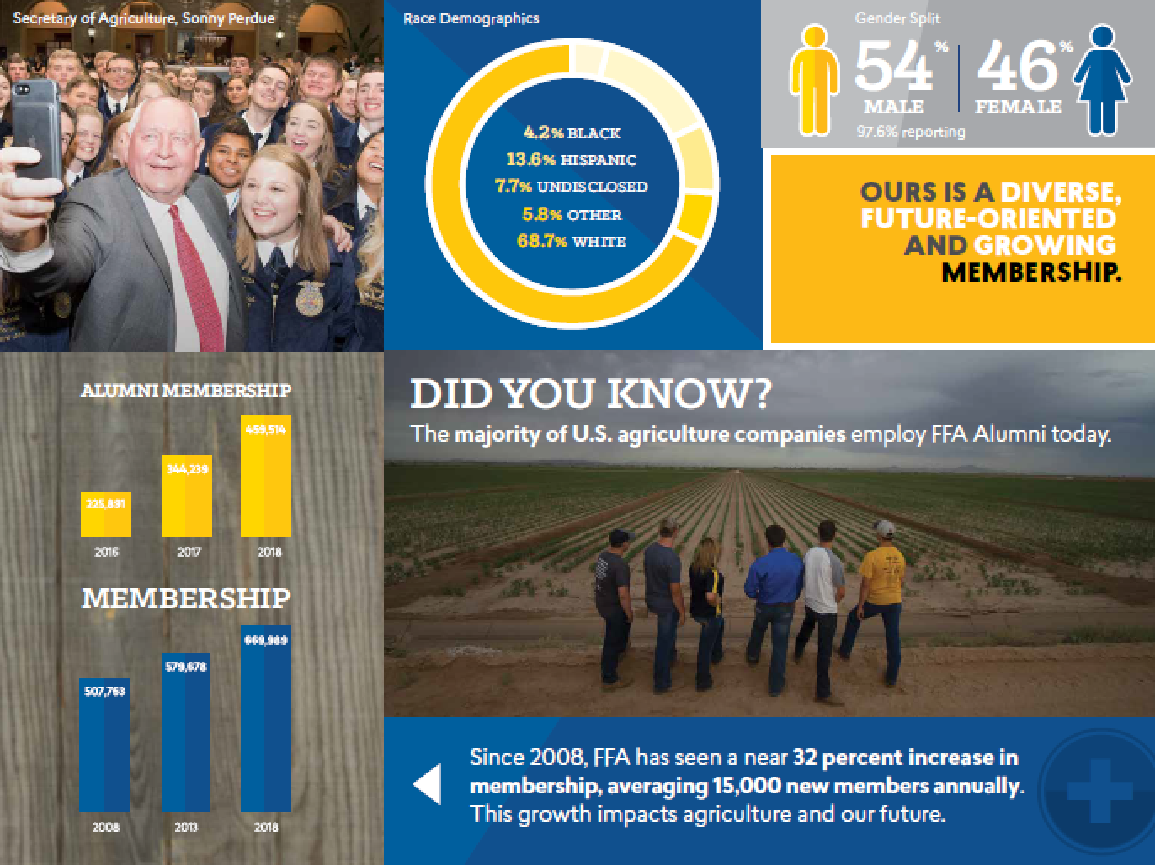 Secretary of Agriculture, Sonny Perdue
Race Demographics
4.2% BLACK
13.6% HISPANIC
7.7% UNDISCLOSED
5.8% OTHER
68.7% WHITE
Gender Split
54% MALE
46% FEMALE
97.6% reporting
OURS IS A DIVERSE,
FUTURE-ORIENTED
AND GROWING
MEMBERSHIP.
ALUMNI MEMBERSHIP
225,891
344,239
459,514
2016
2017
2018
MEMBERSHIP
507,763
579,678
669,989
2008
2013
2018
DID YOU KNOW?
The majority of U.S. agriculture companies employ FFA Alumni today.
Since 2008, FFA has seen a near 32 percent increase in
membership, averaging 15,000 new members annually.
This growth impacts agriculture and our future.